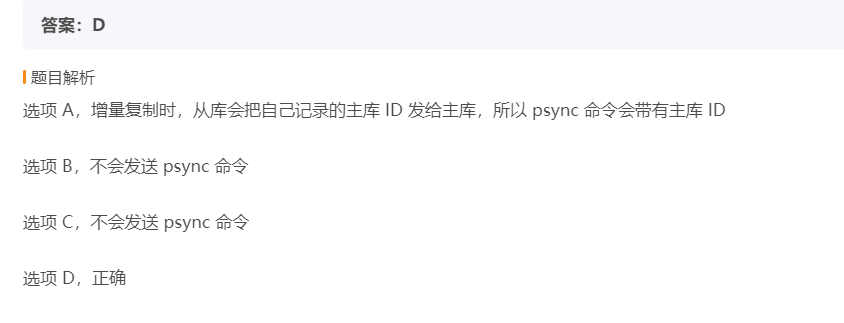 答案：D
题目解析
选项 A，增量复制时，从库会把自己记录的主库 ID 发给主库，所以 psync 命令会带有主库 ID
选项 B，不会发送 psync 命令
选项 C，不会发送 psync 命令
选项 D，正确